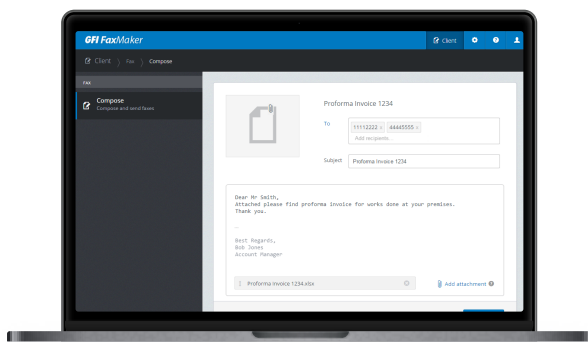 GFI FaxMaker
Client
Client
Fax
Compose
FAX
Compose
Compose and send faxes
Proforma Invoice 1234
To
11112222 x
44445555 x
Add recipients...
Subject
Proforma Invoice 1234
Dear Mr Smith,
Attached please find proforma invoice for works done at your premises.
Thank you.
Best Regards,
Bob Jones
Account Manager
Proforma Invoice 1234.xlsx
Add attachment